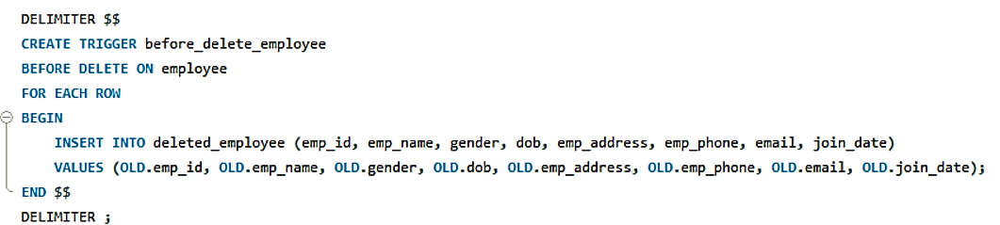 DELIMITER $$
CREATE TRIGGER before_delete_employee
BEFORE DELETE ON employee
FOR EACH ROW
BEGIN
INSERT INTO deleted_employee (emp_id, emp_name, gender, dob, emp_address, emp_phone, email, join_date)
VALUES (OLD.emp_id, OLD.emp_name, OLD.gender, OLD.dob, OLD.emp_address, OLD.emp_phone, OLD.email, OLD.join_date);
END $$
DELIMITER ;